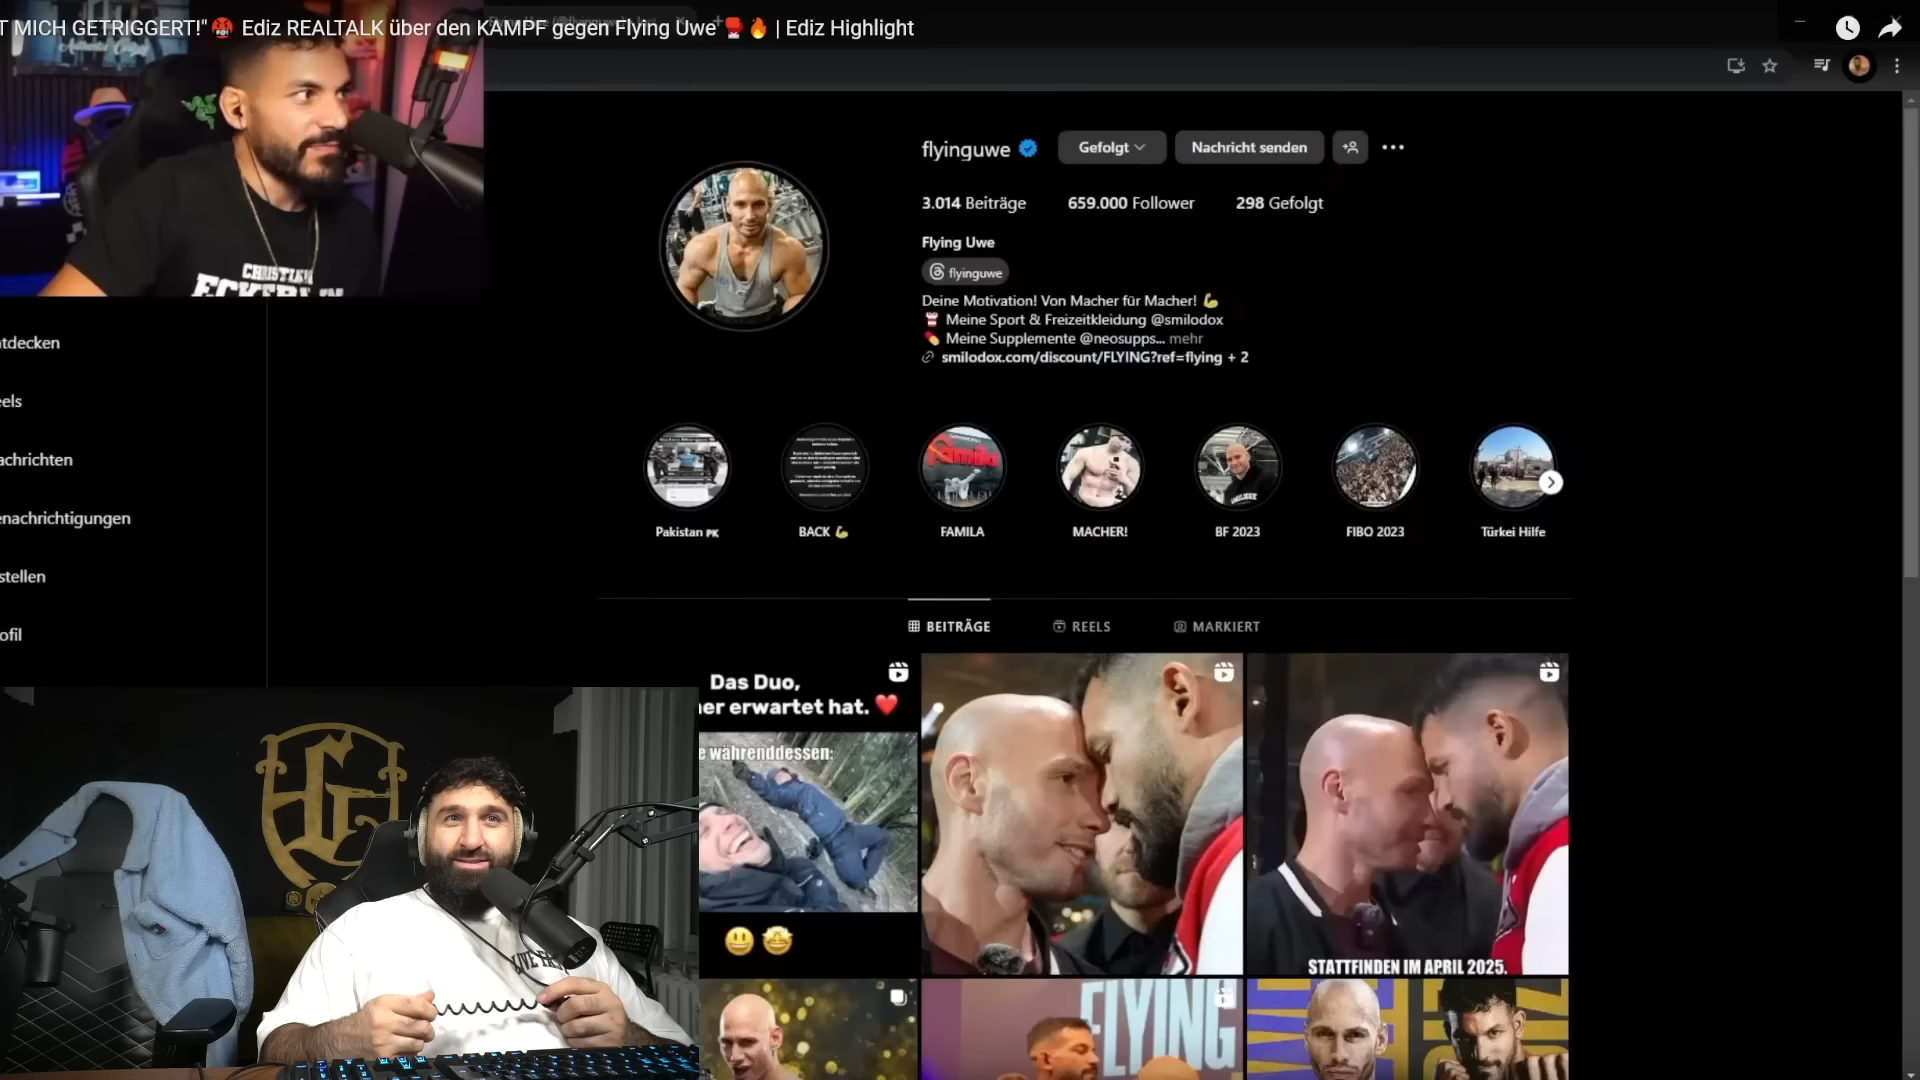 T MICH GETRIGGERT!"🤬 Ediz REALTALK über den KAMPF gegen Flying Uwe🥊🔥 | Ediz Highlight
CHRISTIAN
flyinguwe
Gefolgt
Nachricht senden
3.014 Beiträge
659.000 Follower
298 Gefolgt
Flying Uwe
flyinguwe
Deine Motivation! Von Macher für Macher! 💪
Meine Sport & Freizeitkleidung @smilodox
💊 Meine Supplemente @neosupps... mehr
smilodox.com/discount/FLYING?ref=flying + 2
tdecken
eels
achrichten
enachrichtigungen
stellen
ofil
Famila
Pakistan PK
BACK 💪
FAMILA
MACHER!
BF 2023
FIBO 2023
Türkei Hilfe
BEITRÄGE
REELS
MARKIERT
Das Duo,
er erwartet hat. ❤️
e währenddessen:
😃 🤩
STATTFINDEN IM APRIL 2025.
FLYING